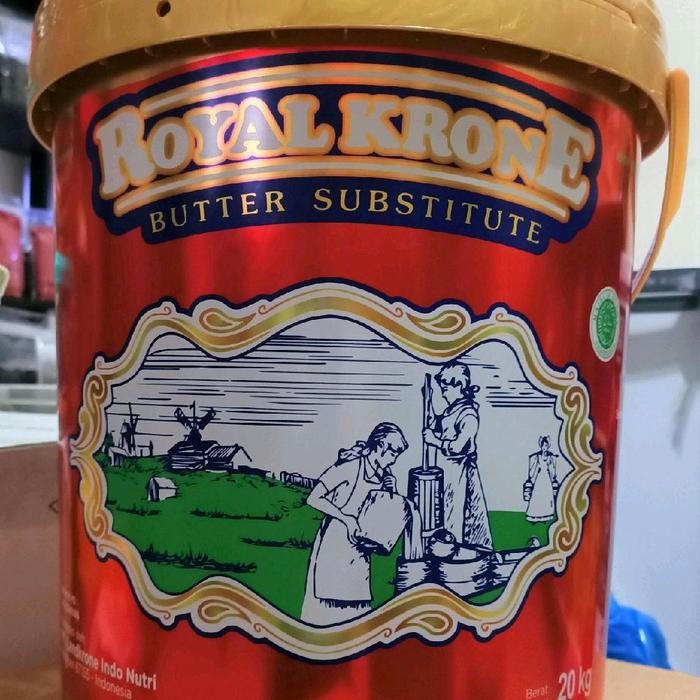 ROYAL KRONE
BUTTER SUBSTITUTE
Indo Nutri
Indonesia
Berat
20 kg